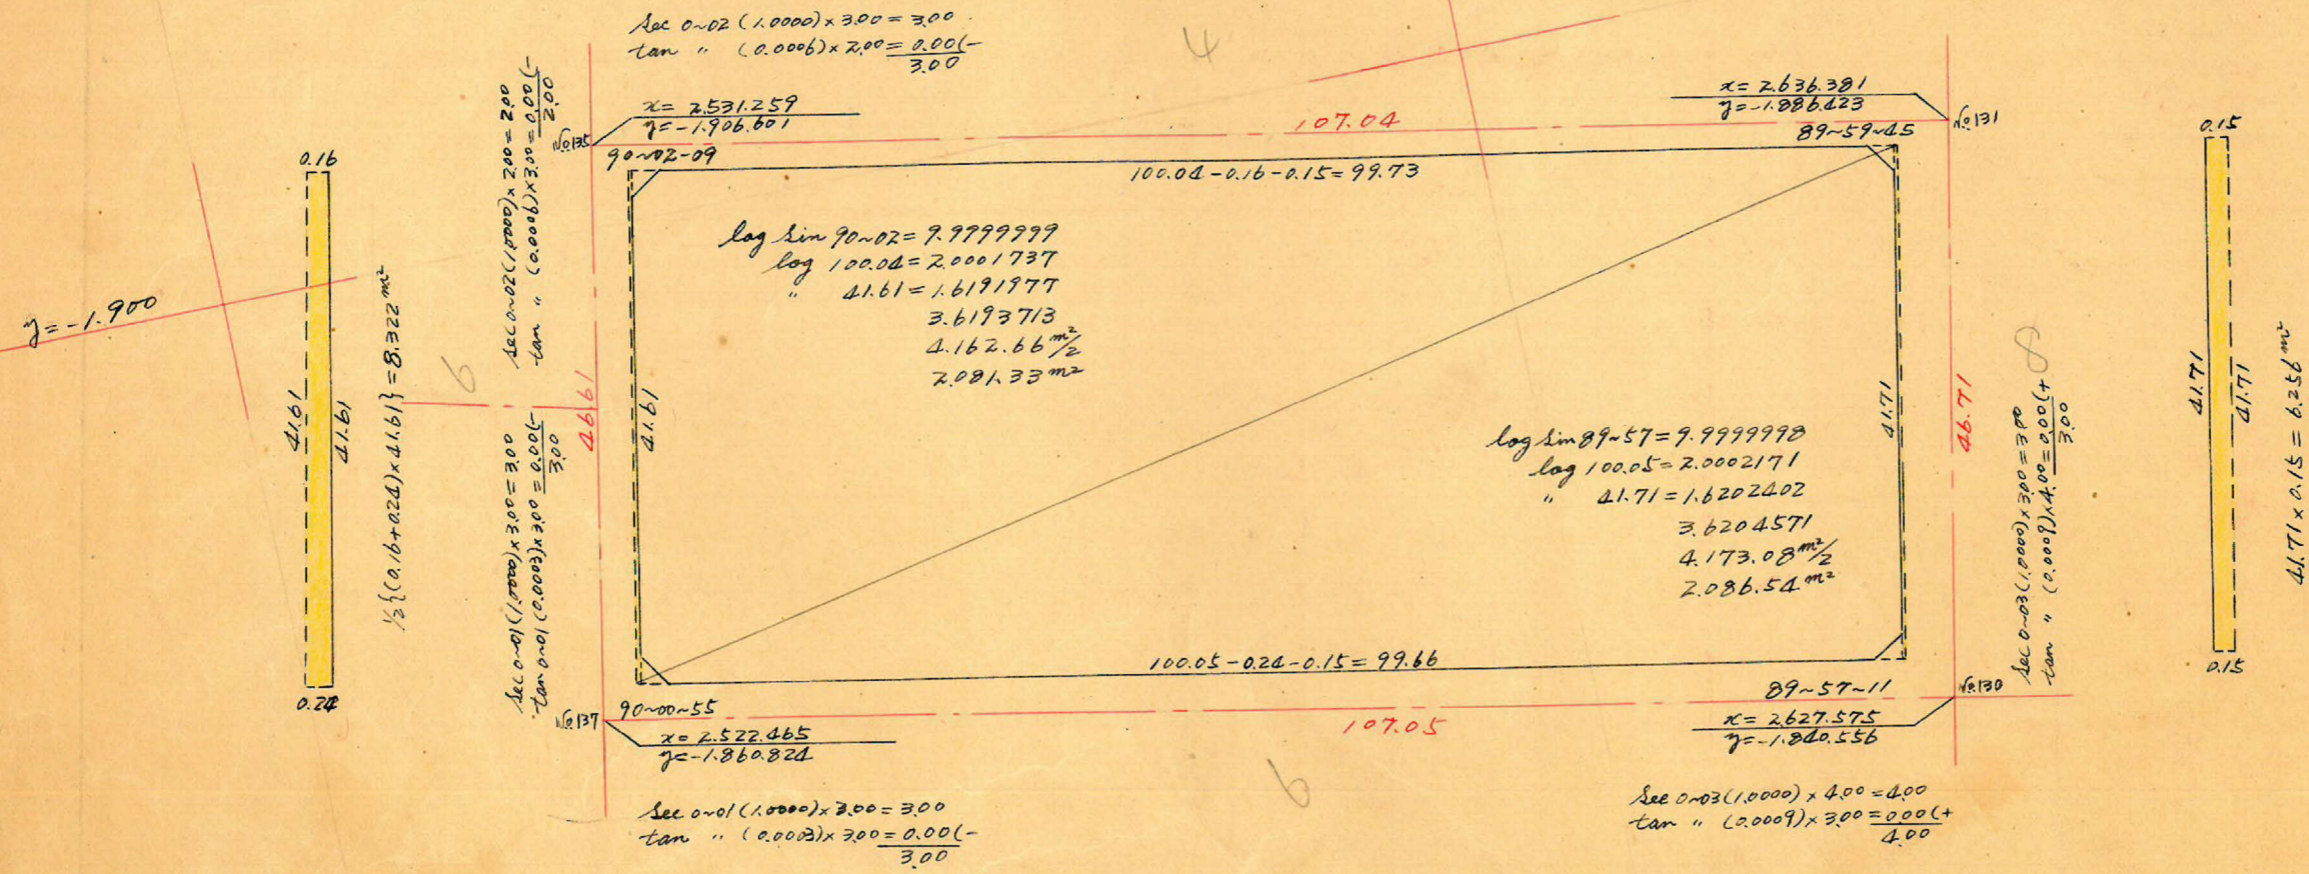 sec 0~02 (1.0000)×3.00 = 3.00
tan 〃 (0.0006)×2.00 = 0.00(-
3.00
4
x= 2.531.259
y=-1.906.601
No.135
90~02-09
107.04
x= 2.636.381
y=-1.886.423
No.131
89~59~45
100.04-0.16-0.15=99.73
sec 0~02(1.0000)×2.00=2.00
tan 〃 (0.0006)×3.00=0.00(-
2.00
0.16
41.61
41.61
0.24
½{(0.16+0.24)×41.61}=8.322 m²
y=-1.900
6
46.61
41.61
log sin 90~02=9.9999999
log 100.04=2.0001737
〃 41.61=1.6191977
3.6193713
4.162.66 m²/2
2.081.33 m²
log sin 89~57=9.9999998
log 100.05=2.0002171
〃 41.71=1.6202402
3.6204571
4.173.08 m²/2
2.086.54 m²
41.71
46.71
8
sec 0~03(1.0000)×3.00=3.00
tan 〃 (0.0009)×4.00=0.00(+
3.00
0.15
41.71
41.71
0.15
41.71×0.15=6.256 m²
sec 0~01(1.0000)×3.00=3.00
tan 0~01(0.0003)×3.00=0.00(-
3.00
100.05-0.24-0.15=99.66
No.137
90~00~55
x= 2.522.465
y=-1.860.824
107.05
89~57~11
No.130
x= 2.627.575
y=-1.840.556
6
sec 0~01(1.0000)×3.00=3.00
tan 〃 (0.0003)×3.00=0.00(-
3.00
sec 0~03(1.0000)×4.00=4.00
tan 〃 (0.0009)×3.00=0.00(+
4.00